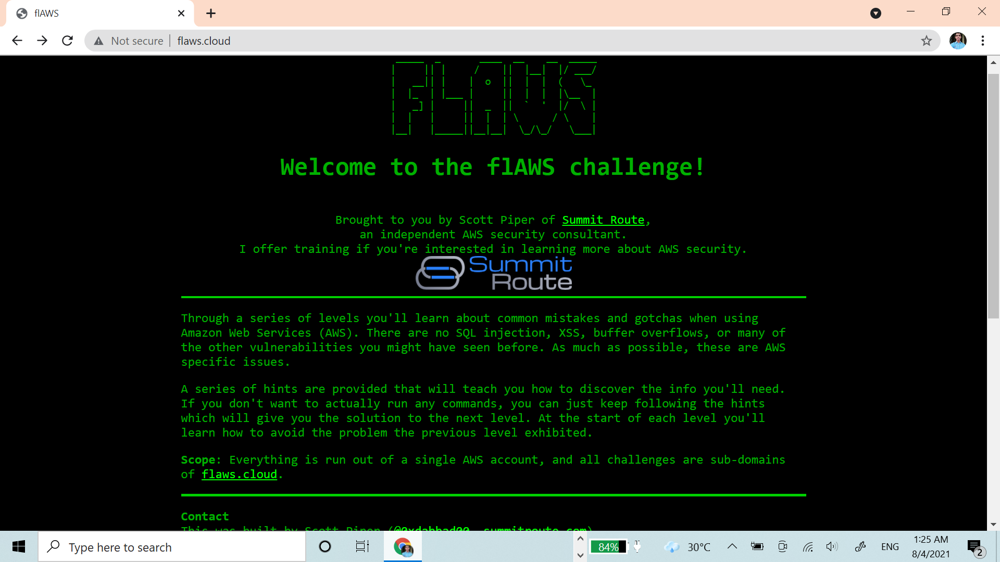 flAWS
Not secure
flaws.cloud
Welcome to the flAWS challenge!
Brought to you by Scott Piper of Summit Route,
an independent AWS security consultant.
I offer training if you're interested in learning more about AWS security.
Summit
Route
Through a series of levels you'll learn about common mistakes and gotchas when using
Amazon Web Services (AWS). There are no SQL injection, XSS, buffer overflows, or many of
the other vulnerabilities you might have seen before. As much as possible, these are AWS
specific issues.
A series of hints are provided that will teach you how to discover the info you'll need.
If you don't want to actually run any commands, you can just keep following the hints
which will give you the solution to the next level. At the start of each level you'll
learn how to avoid the problem the previous level exhibited.
Scope: Everything is run out of a single AWS account, and all challenges are sub-domains
of flaws.cloud.
Contact
This was built by Scott Piper (@0xdabbad00, summitroute.com)
Type here to search
84%
30°C
ENG
1:25 AM
8/4/2021
2